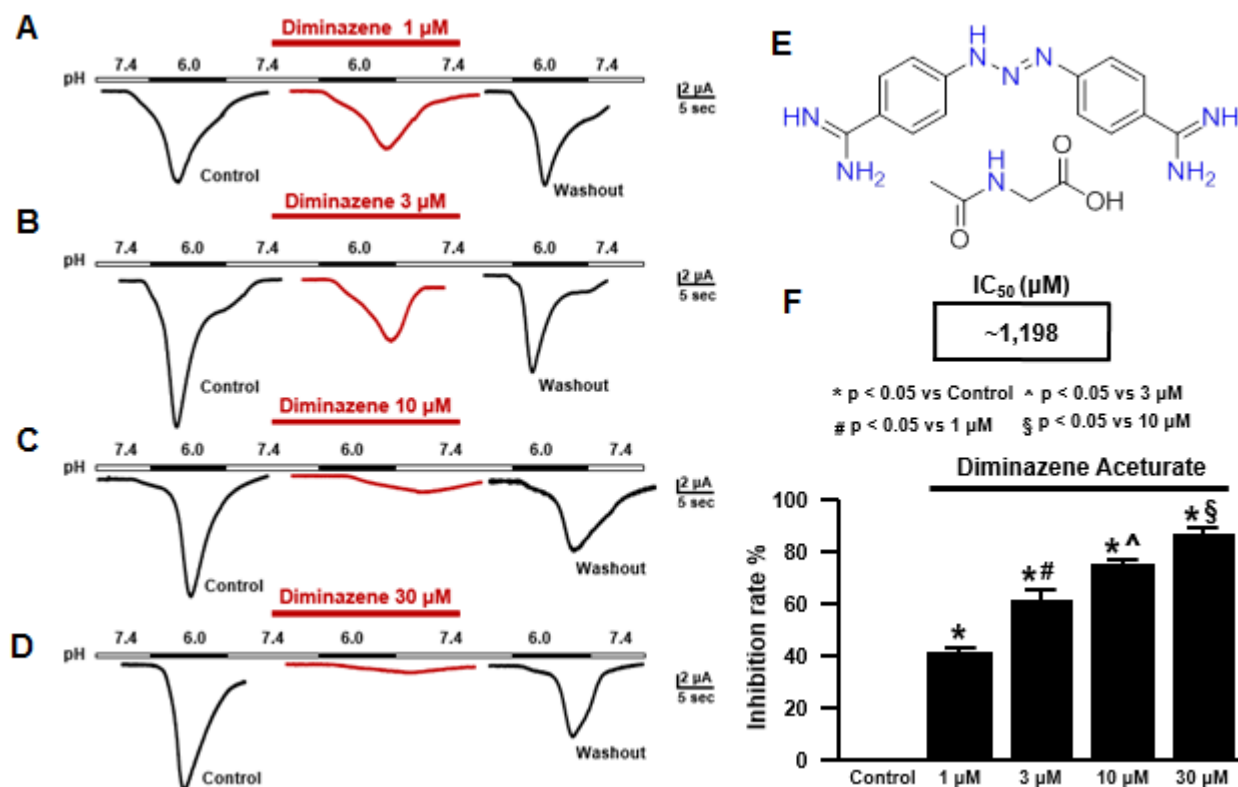 A
Diminazene 1 µM
7.4 6.0 7.4 6.0 7.4 6.0 7.4
pH
2 µA
5 sec
Control
Washout
B
Diminazene 3 µM
7.4 6.0 7.4 6.0 7.4 6.0 7.4
pH
2 µA
5 sec
Control
Washout
C
Diminazene 10 µM
7.4 6.0 7.4 6.0 7.4 6.0 7.4
pH
2 µA
5 sec
Control
Washout
D
Diminazene 30 µM
7.4 6.0 7.4 6.0 7.4 6.0 7.4
pH
2 µA
5 sec
Control
Washout
E
H
N N N
HN NH
NH2 NH2
H
N O
OH
O
F
IC50 (µM)
~1,198
* p < 0.05 vs Control ^ p < 0.05 vs 3 µM
# p < 0.05 vs 1 µM § p < 0.05 vs 10 µM
Diminazene Aceturate
Inhibition rate %
100
80
60
40
20
0
* *# *^ *§
Control 1 µM 3 µM 10 µM 30 µM